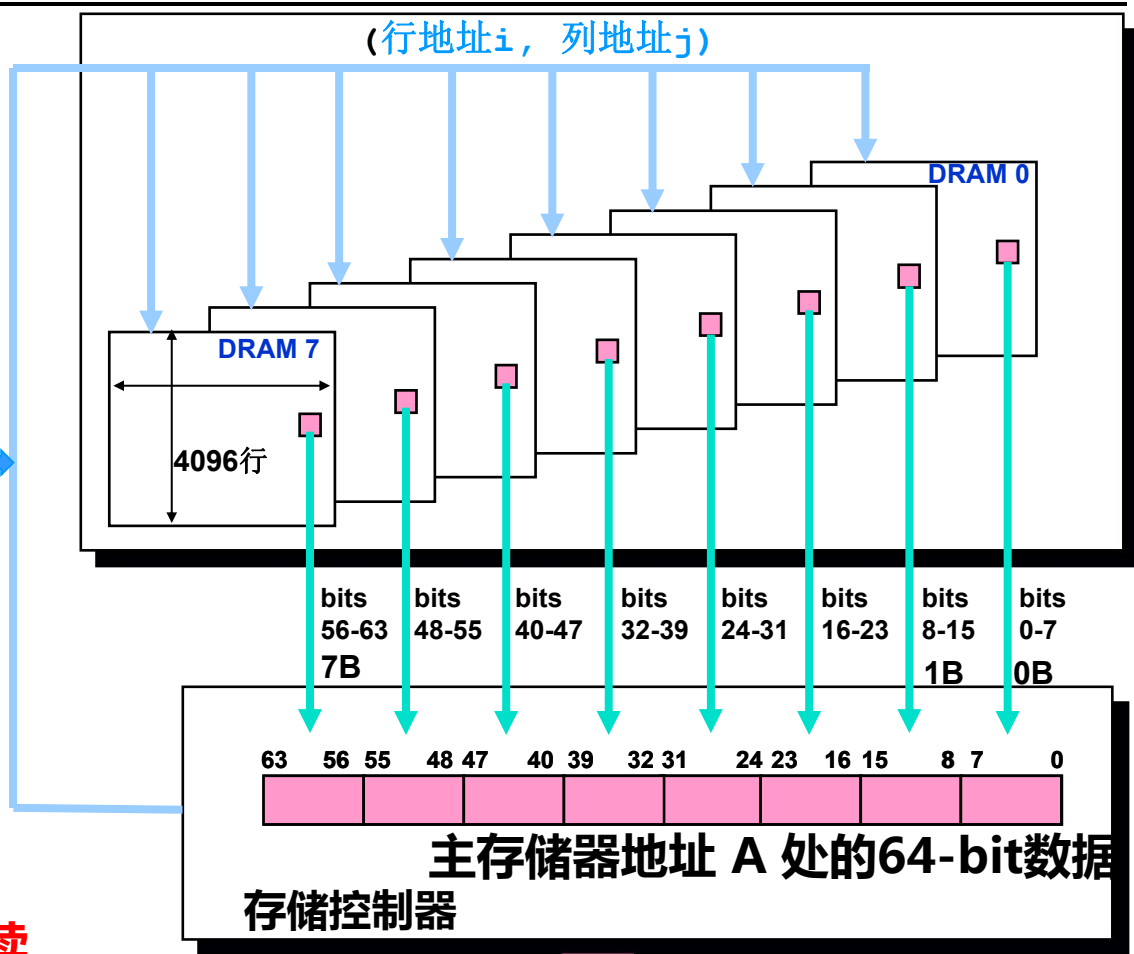 (行地址i, 列地址j)
DRAM 0
DRAM 7
4096行
bits bits bits bits bits bits bits bits
56-63 48-55 40-47 32-39 24-31 16-23 8-15 0-7
7B 1B 0B
63 56 55 48 47 40 39 32 31 24 23 16 15 8 7 0
主存储器地址 A 处的64-bit数据
存储控制器